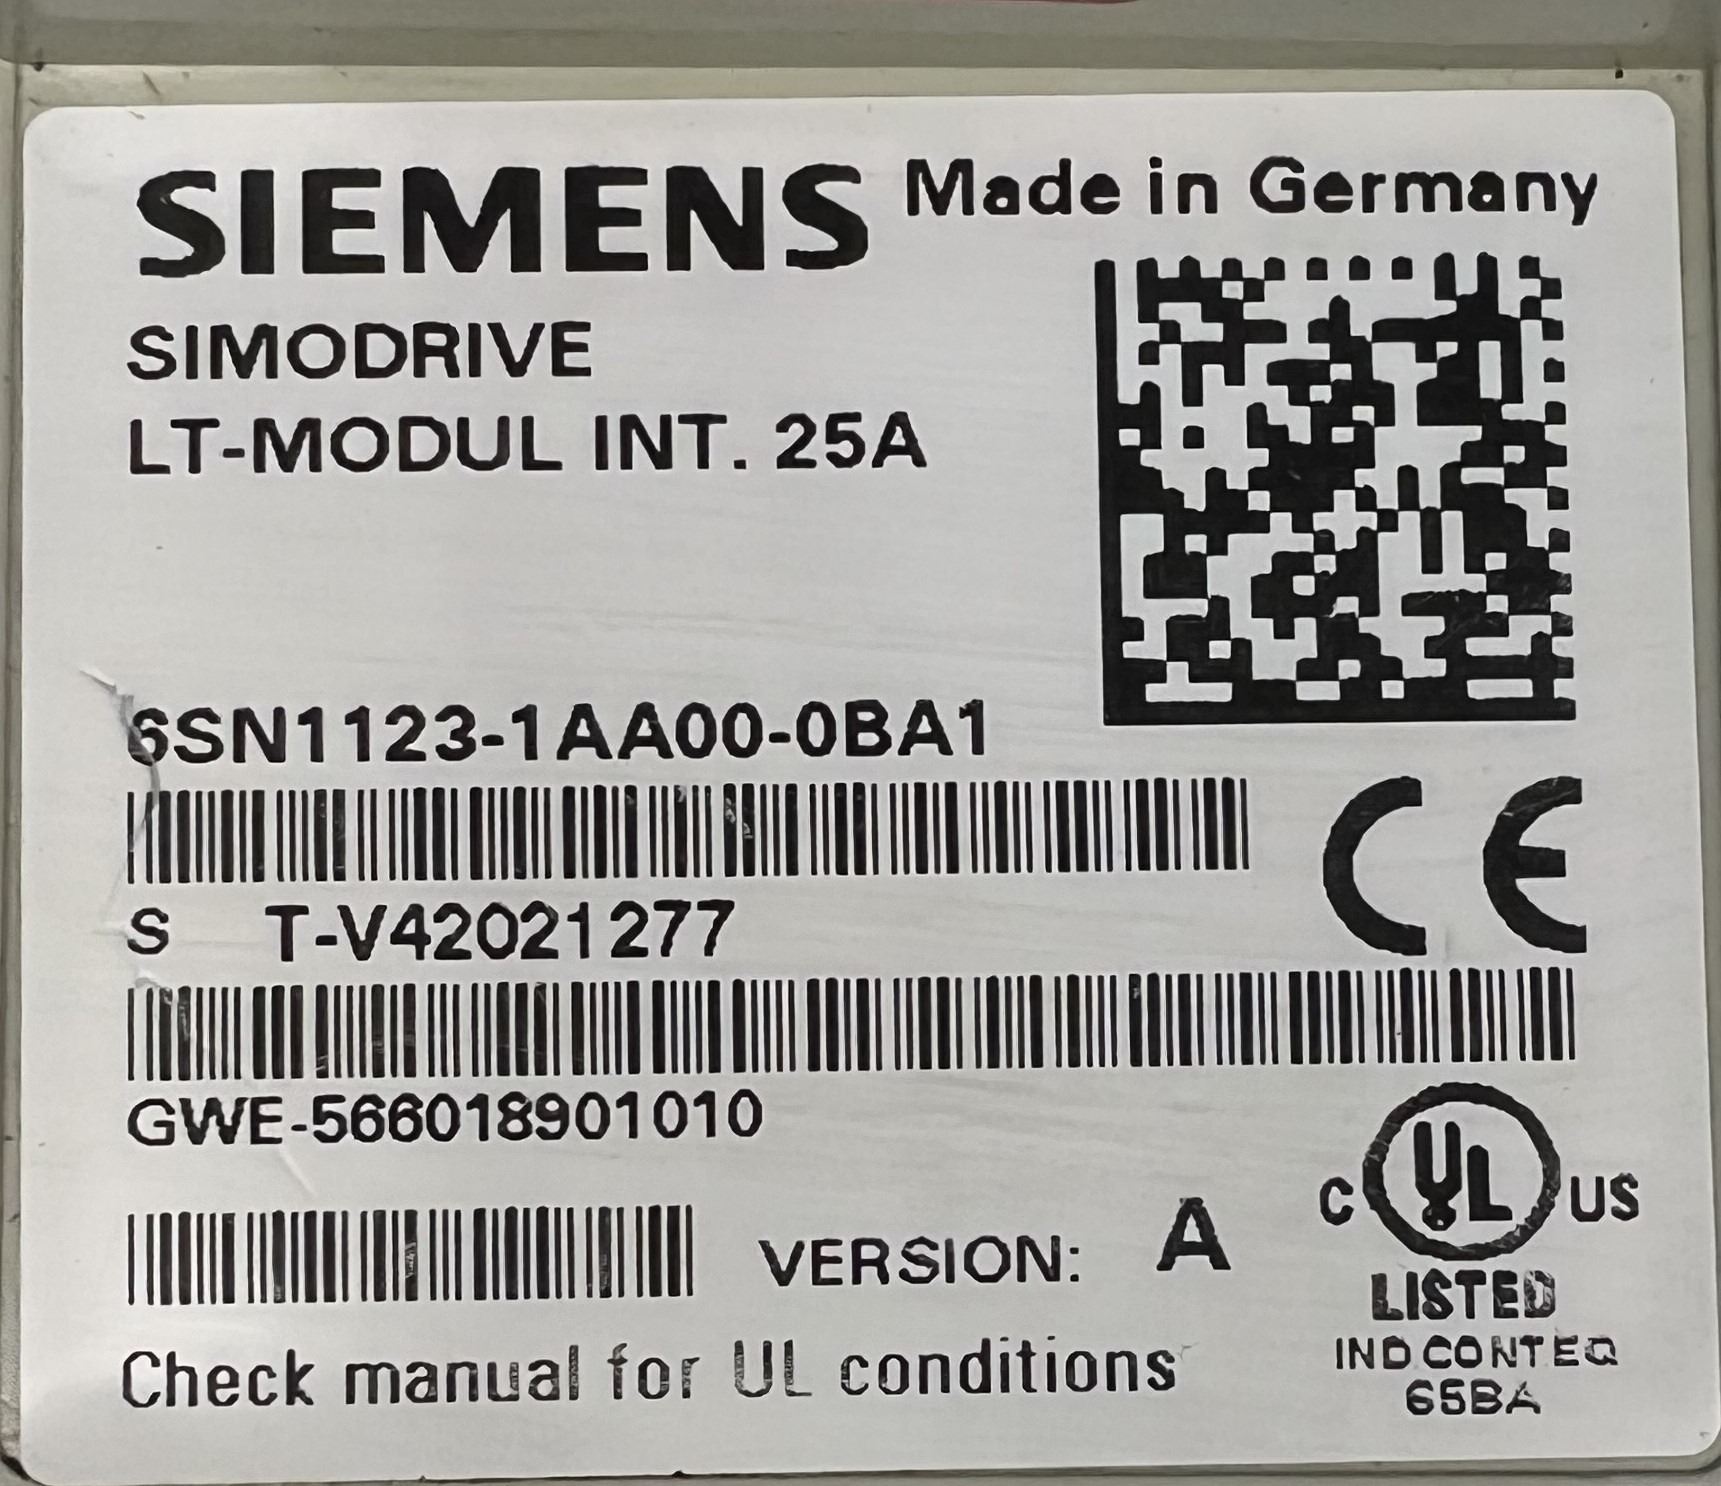 SIEMENS Made in Germany
SIMODRIVE
LT-MODUL INT. 25A
6SN1123-1AA00-0BA1
CE
S T-V42021277
GWE-566018901010
VERSION: A
C UL US
LISTED
IND.CONT.EQ
65BA
Check manual for UL conditions